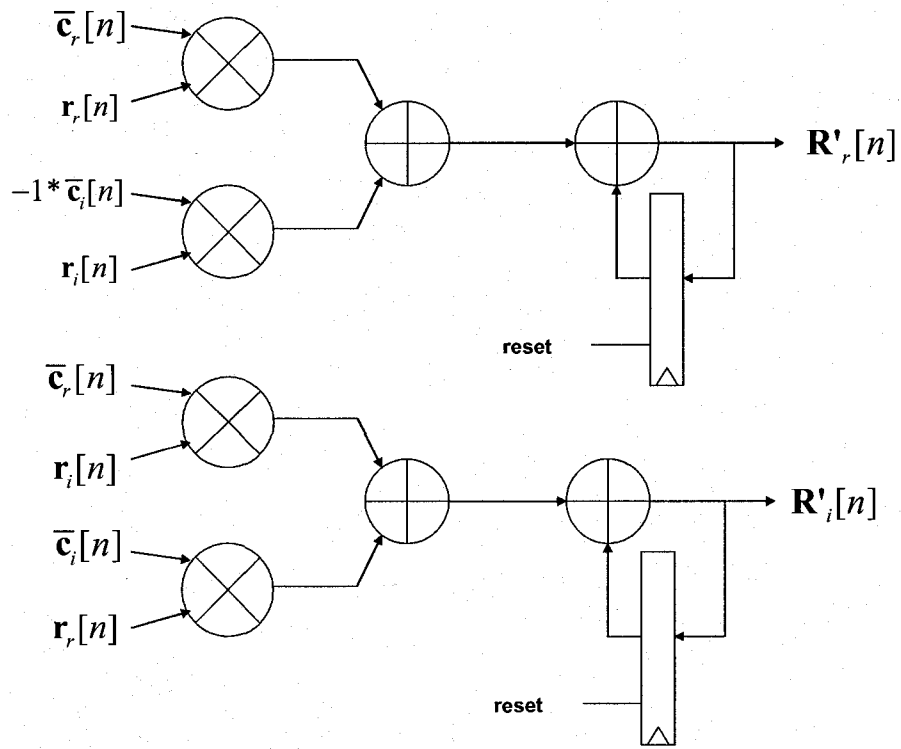 c̅_r[n]
r_r[n]
R'_r[n]
−1* c̅_i[n]
r_i[n]
reset
c̅_r[n]
r_i[n]
R'_i[n]
c̅_i[n]
r_r[n]
reset